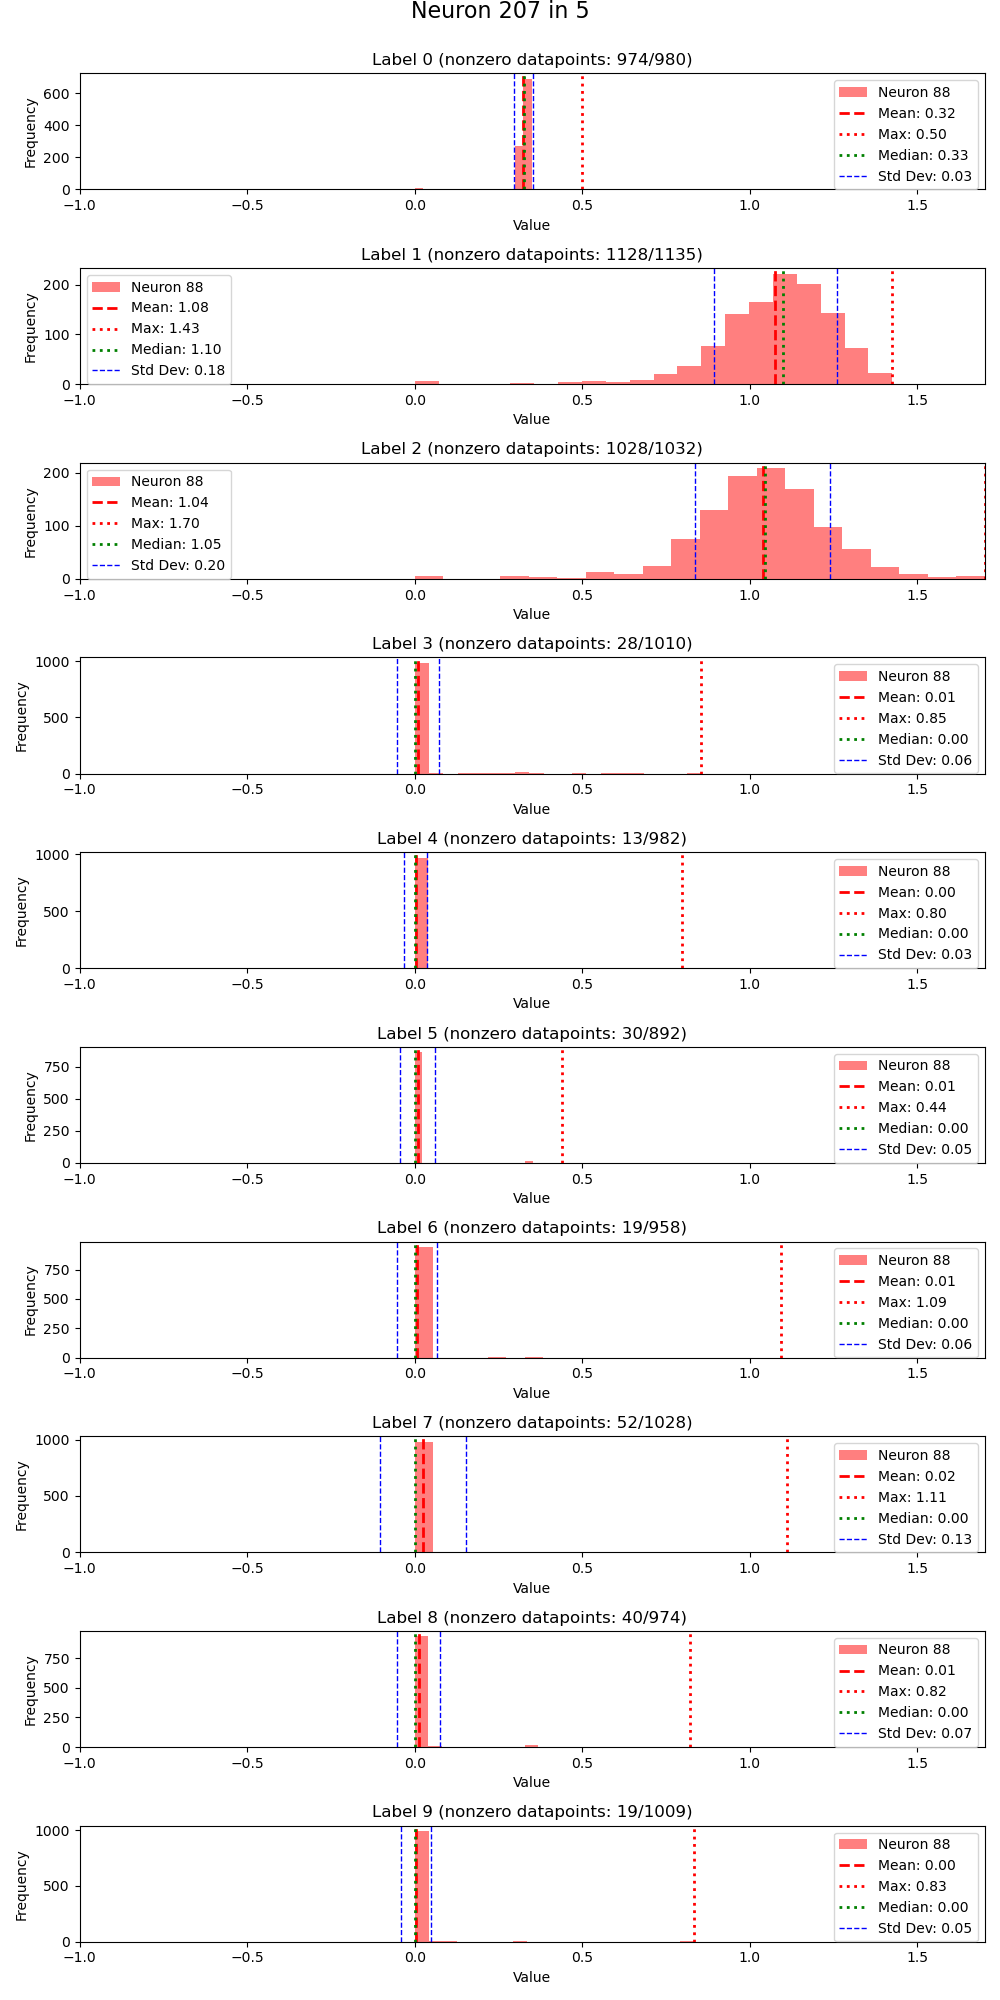 Neuron 207 in 5
Label 0 (nonzero datapoints: 974/980)
Frequency
600
400
200
0
Neuron 88
Mean: 0.32
Max: 0.50
Median: 0.33
Std Dev: 0.03
−1.0 −0.5 0.0 0.5 1.0 1.5
Value
Label 1 (nonzero datapoints: 1128/1135)
Frequency
200
100
0
Neuron 88
Mean: 1.08
Max: 1.43
Median: 1.10
Std Dev: 0.18
−1.0 −0.5 0.0 0.5 1.0 1.5
Value
Label 2 (nonzero datapoints: 1028/1032)
Frequency
200
100
0
Neuron 88
Mean: 1.04
Max: 1.70
Median: 1.05
Std Dev: 0.20
−1.0 −0.5 0.0 0.5 1.0 1.5
Value
Label 3 (nonzero datapoints: 28/1010)
Frequency
1000
500
0
Neuron 88
Mean: 0.01
Max: 0.85
Median: 0.00
Std Dev: 0.06
−1.0 −0.5 0.0 0.5 1.0 1.5
Value
Label 4 (nonzero datapoints: 13/982)
Frequency
1000
500
0
Neuron 88
Mean: 0.00
Max: 0.80
Median: 0.00
Std Dev: 0.03
−1.0 −0.5 0.0 0.5 1.0 1.5
Value
Label 5 (nonzero datapoints: 30/892)
Frequency
750
500
250
0
Neuron 88
Mean: 0.01
Max: 0.44
Median: 0.00
Std Dev: 0.05
−1.0 −0.5 0.0 0.5 1.0 1.5
Value
Label 6 (nonzero datapoints: 19/958)
Frequency
750
500
250
0
Neuron 88
Mean: 0.01
Max: 1.09
Median: 0.00
Std Dev: 0.06
−1.0 −0.5 0.0 0.5 1.0 1.5
Value
Label 7 (nonzero datapoints: 52/1028)
Frequency
1000
500
0
Neuron 88
Mean: 0.02
Max: 1.11
Median: 0.00
Std Dev: 0.13
−1.0 −0.5 0.0 0.5 1.0 1.5
Value
Label 8 (nonzero datapoints: 40/974)
Frequency
750
500
250
0
Neuron 88
Mean: 0.01
Max: 0.82
Median: 0.00
Std Dev: 0.07
−1.0 −0.5 0.0 0.5 1.0 1.5
Value
Label 9 (nonzero datapoints: 19/1009)
Frequency
1000
500
0
Neuron 88
Mean: 0.00
Max: 0.83
Median: 0.00
Std Dev: 0.05
−1.0 −0.5 0.0 0.5 1.0 1.5
Value